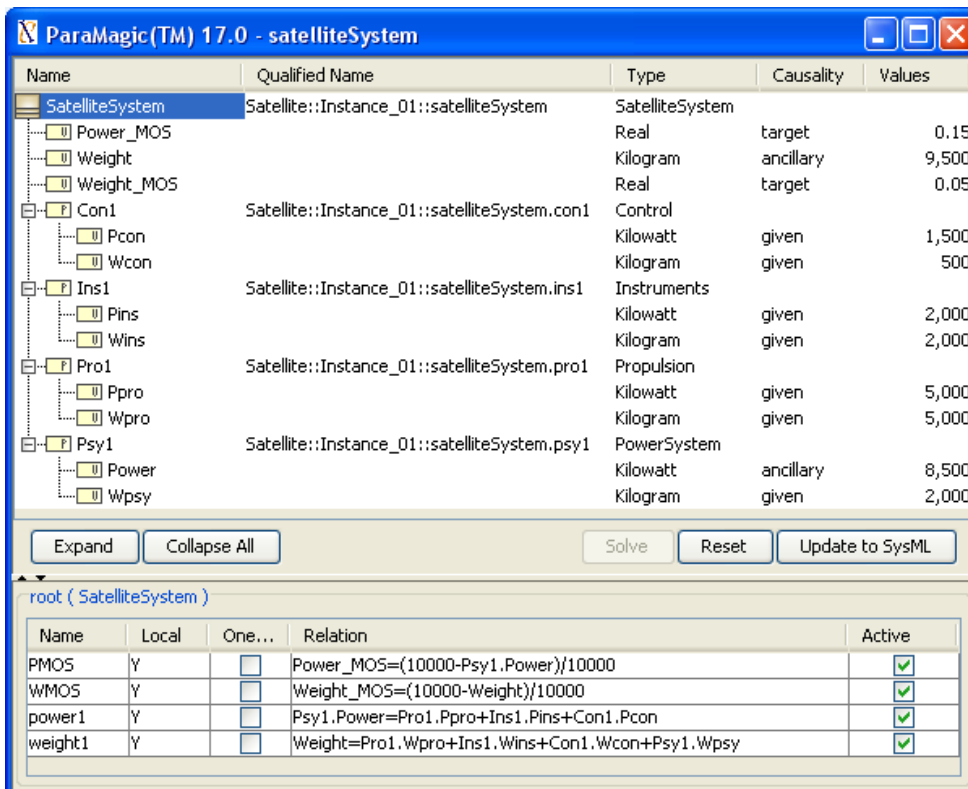 ParaMagic(TM) 17.0 - satelliteSystem
Name Qualified Name Type Causality Values
SatelliteSystem Satellite::Instance_01::satelliteSystem SatelliteSystem
Power_MOS Real target 0.15
Weight Kilogram ancillary 9,500
Weight_MOS Real target 0.05
Con1 Satellite::Instance_01::satelliteSystem.con1 Control
Pcon Kilowatt given 1,500
Wcon Kilogram given 500
Ins1 Satellite::Instance_01::satelliteSystem.ins1 Instruments
Pins Kilowatt given 2,000
Wins Kilogram given 2,000
Pro1 Satellite::Instance_01::satelliteSystem.pro1 Propulsion
Ppro Kilowatt given 5,000
Wpro Kilogram given 5,000
Psy1 Satellite::Instance_01::satelliteSystem.psy1 PowerSystem
Power Kilowatt ancillary 8,500
Wpsy Kilogram given 2,000
Expand Collapse All Solve Reset Update to SysML
root ( SatelliteSystem )
Name Local One... Relation Active
PMOS Y Power_MOS=(10000-Psy1.Power)/10000
WMOS Y Weight_MOS=(10000-Weight)/10000
power1 Y Psy1.Power=Pro1.Ppro+Ins1.Pins+Con1.Pcon
weight1 Y Weight=Pro1.Wpro+Ins1.Wins+Con1.Wcon+Psy1.Wpsy